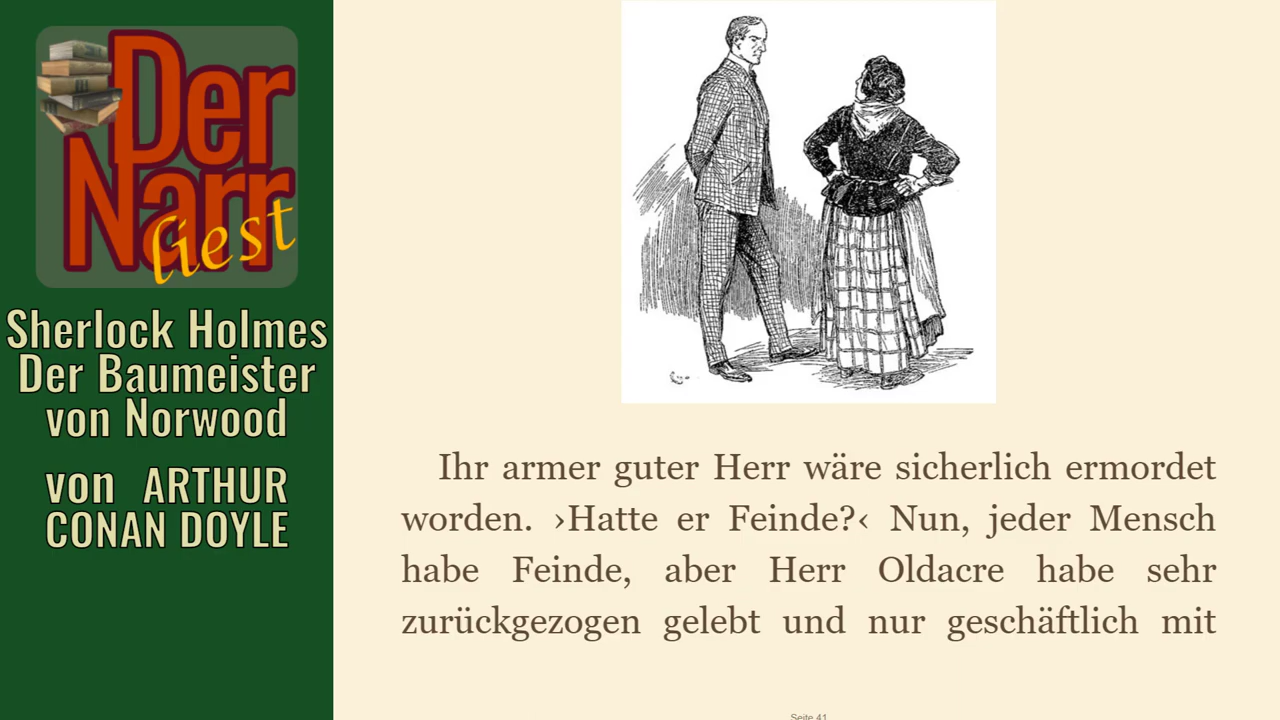 Der
Narr
liest
Sherlock Holmes
Der Baumeister
von Norwood
von ARTHUR
CONAN DOYLE
Ihr armer guter Herr wäre sicherlich ermordet
worden. ›Hatte er Feinde?‹ Nun, jeder Mensch
habe Feinde, aber Herr Oldacre habe sehr
zurückgezogen gelebt und nur geschäftlich mit
Seite 41